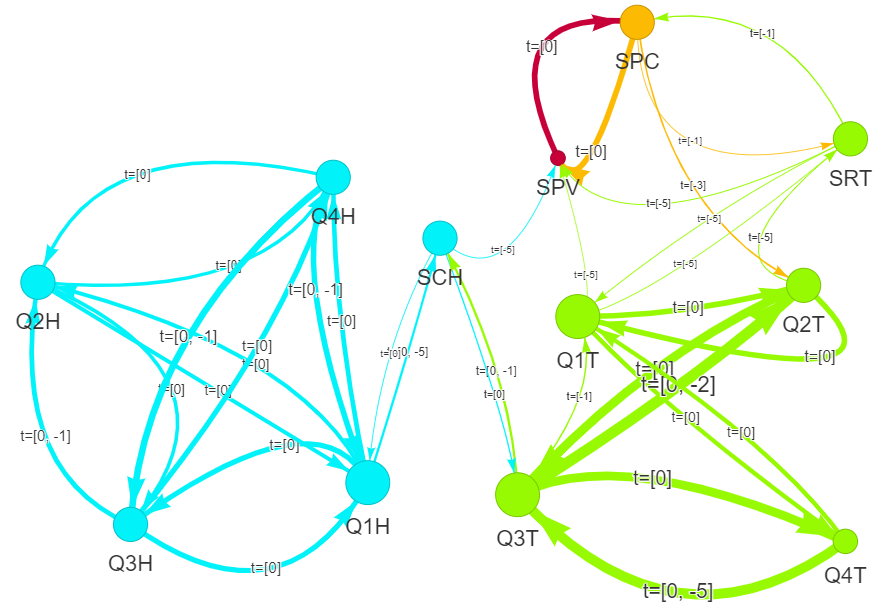 t=[-1]
t=[0]
SPC
t=[-1]
t=[0]
t=[0]
SRT
t=[-3]
SPV
t=[-5]
Q4H
t=[-5]
t=[-5]
t=[-5]
t=[0]
t=[-5]
SCH
t=[-5]
t=[0, -1]
t=[0]
Q2H
t=[0]
Q2T
t=[0, -1]
t=[0]
t=[0, -5]
Q1T
t=[0]
t=[0]
t=[0]
t=[0, -1]
t=[0]
t=[0]
t=[0]
t=[0, -2]
t=[0]
t=[-1]
t=[0]
t=[0, -1]
t=[0]
t=[0]
t=[0]
Q1H
Q3T
Q3H
t=[0]
Q4T
t=[0, -5]